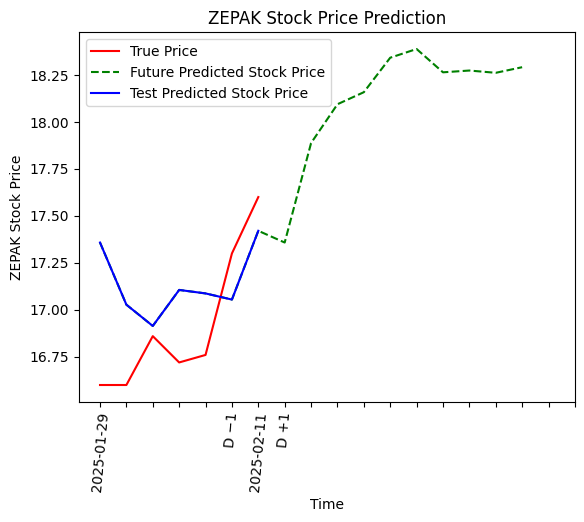 ZEPAK Stock Price Prediction
True Price
Future Predicted Stock Price
Test Predicted Stock Price
ZEPAK Stock Price
18.25
18.00
17.75
17.50
17.25
17.00
16.75
2025-01-29
D −1
2025-02-11
D +1
Time